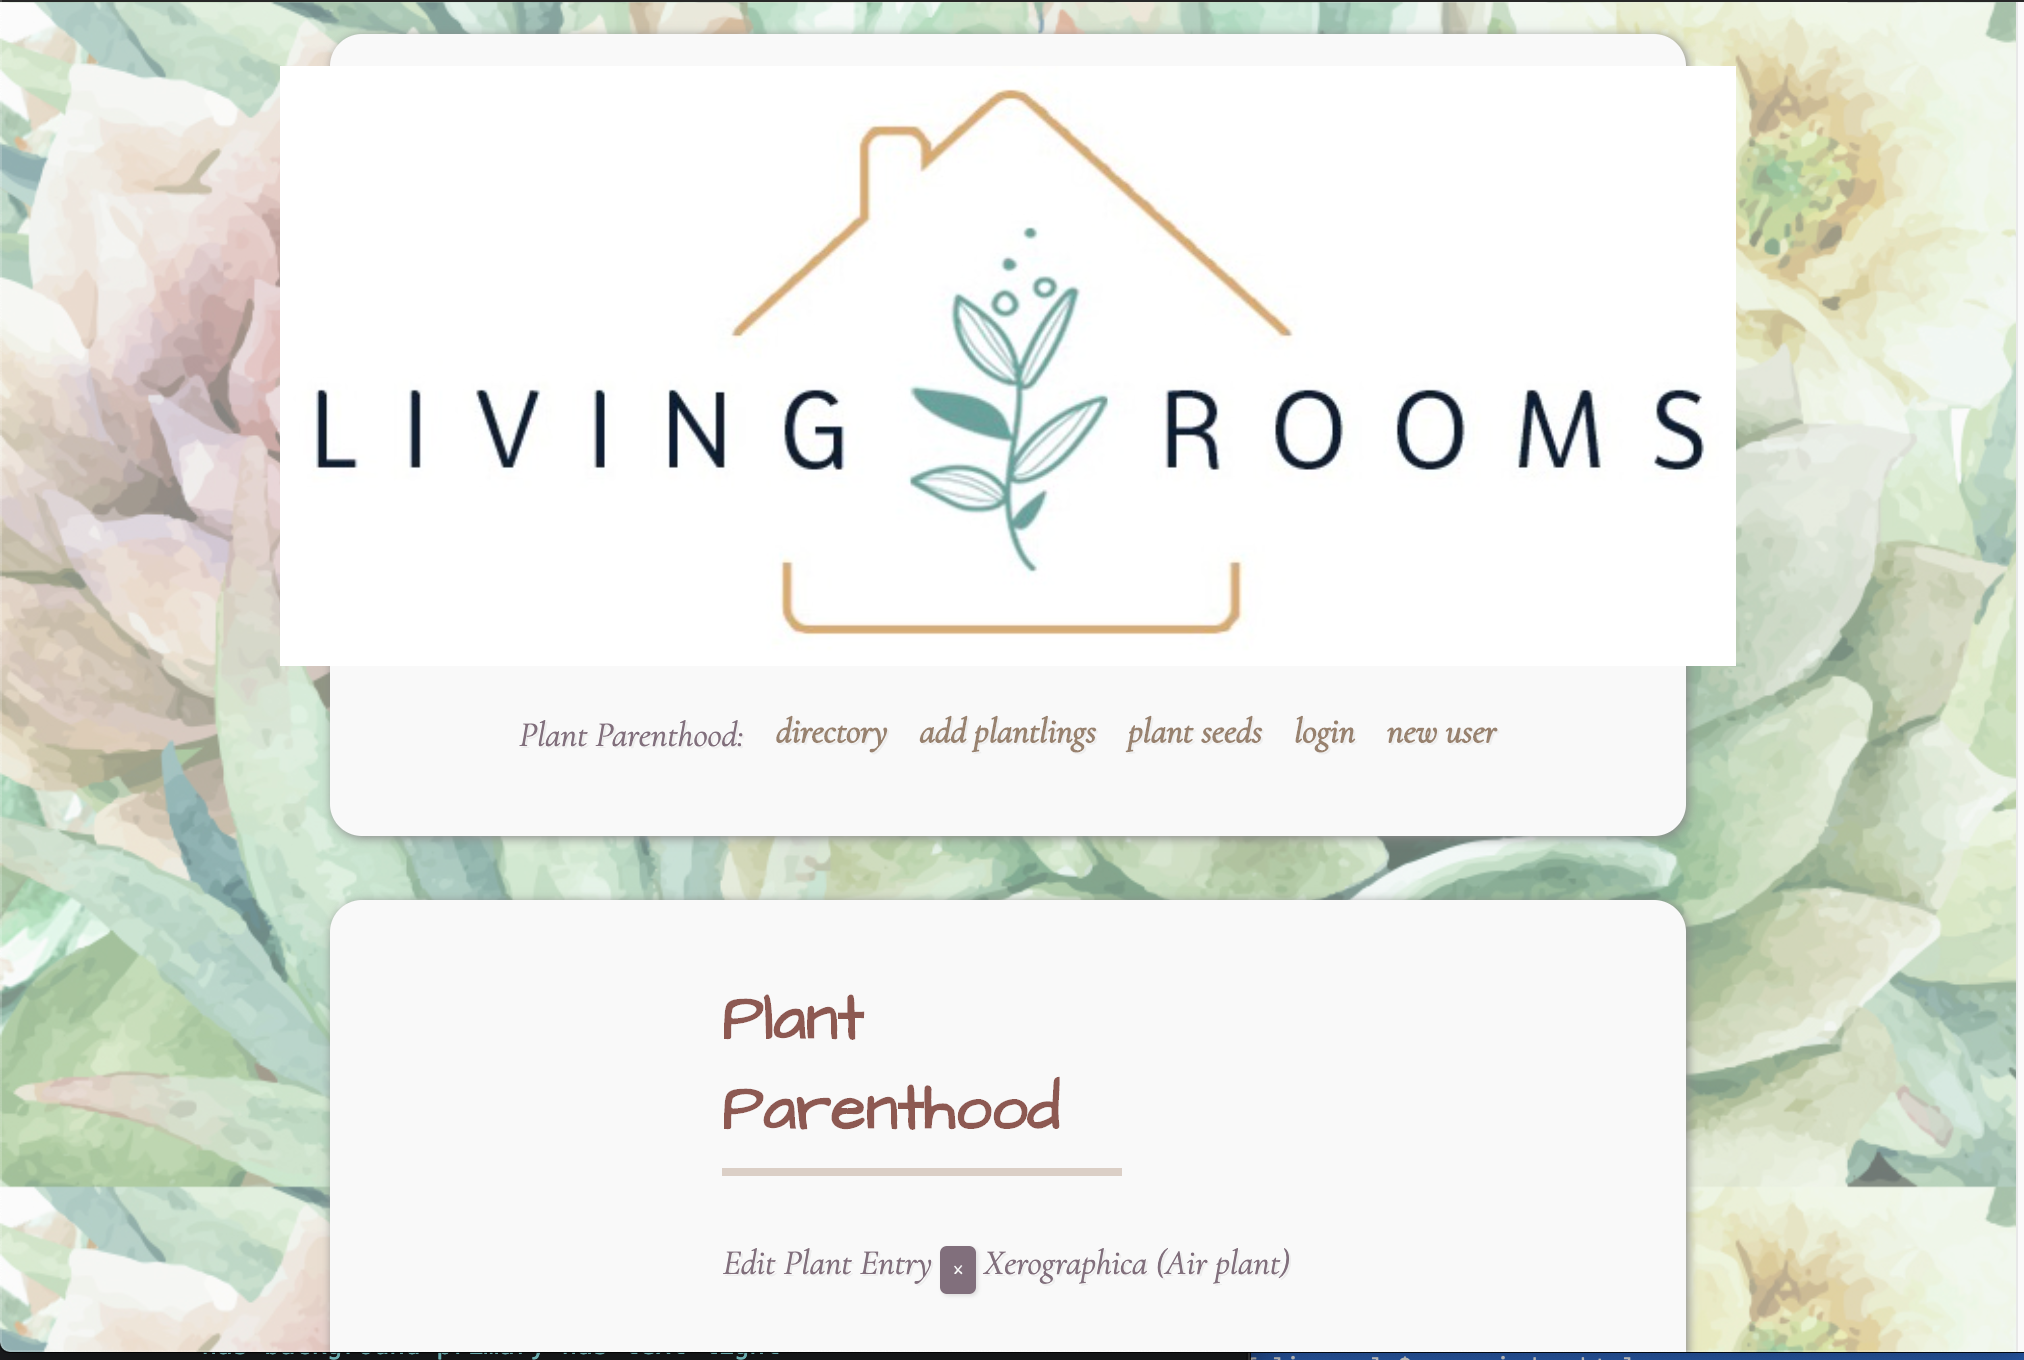 LIVING ROOMS
Plant Parenthood: directory add plantlings plant seeds login new user
Plant
Parenthood
Edit Plant Entry x Xerographica (Air plant)